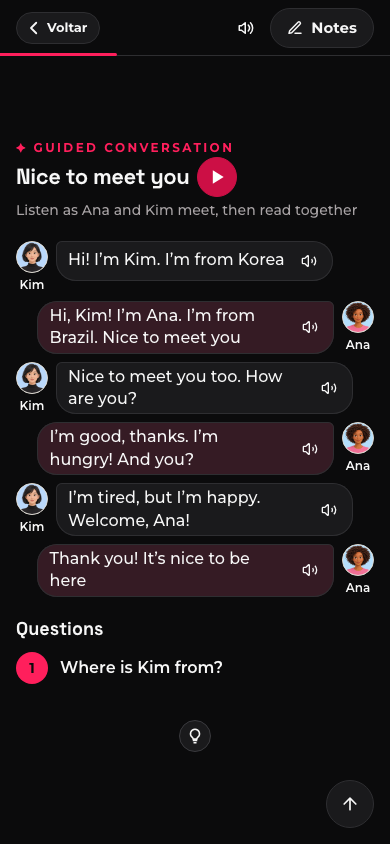 Voltar
Notes
GUIDED CONVERSATION
Nice to meet you
Listen as Ana and Kim meet, then read together
Hi! I'm Kim. I'm from Korea
Kim
Hi, Kim! I'm Ana. I'm from
Brazil. Nice to meet you
Ana
Nice to meet you too. How
are you?
Kim
I'm good, thanks. I'm
hungry! And you?
Ana
I'm tired, but I'm happy.
Welcome, Ana!
Kim
Thank you! It's nice to be
here
Ana
Questions
1 Where is Kim from?